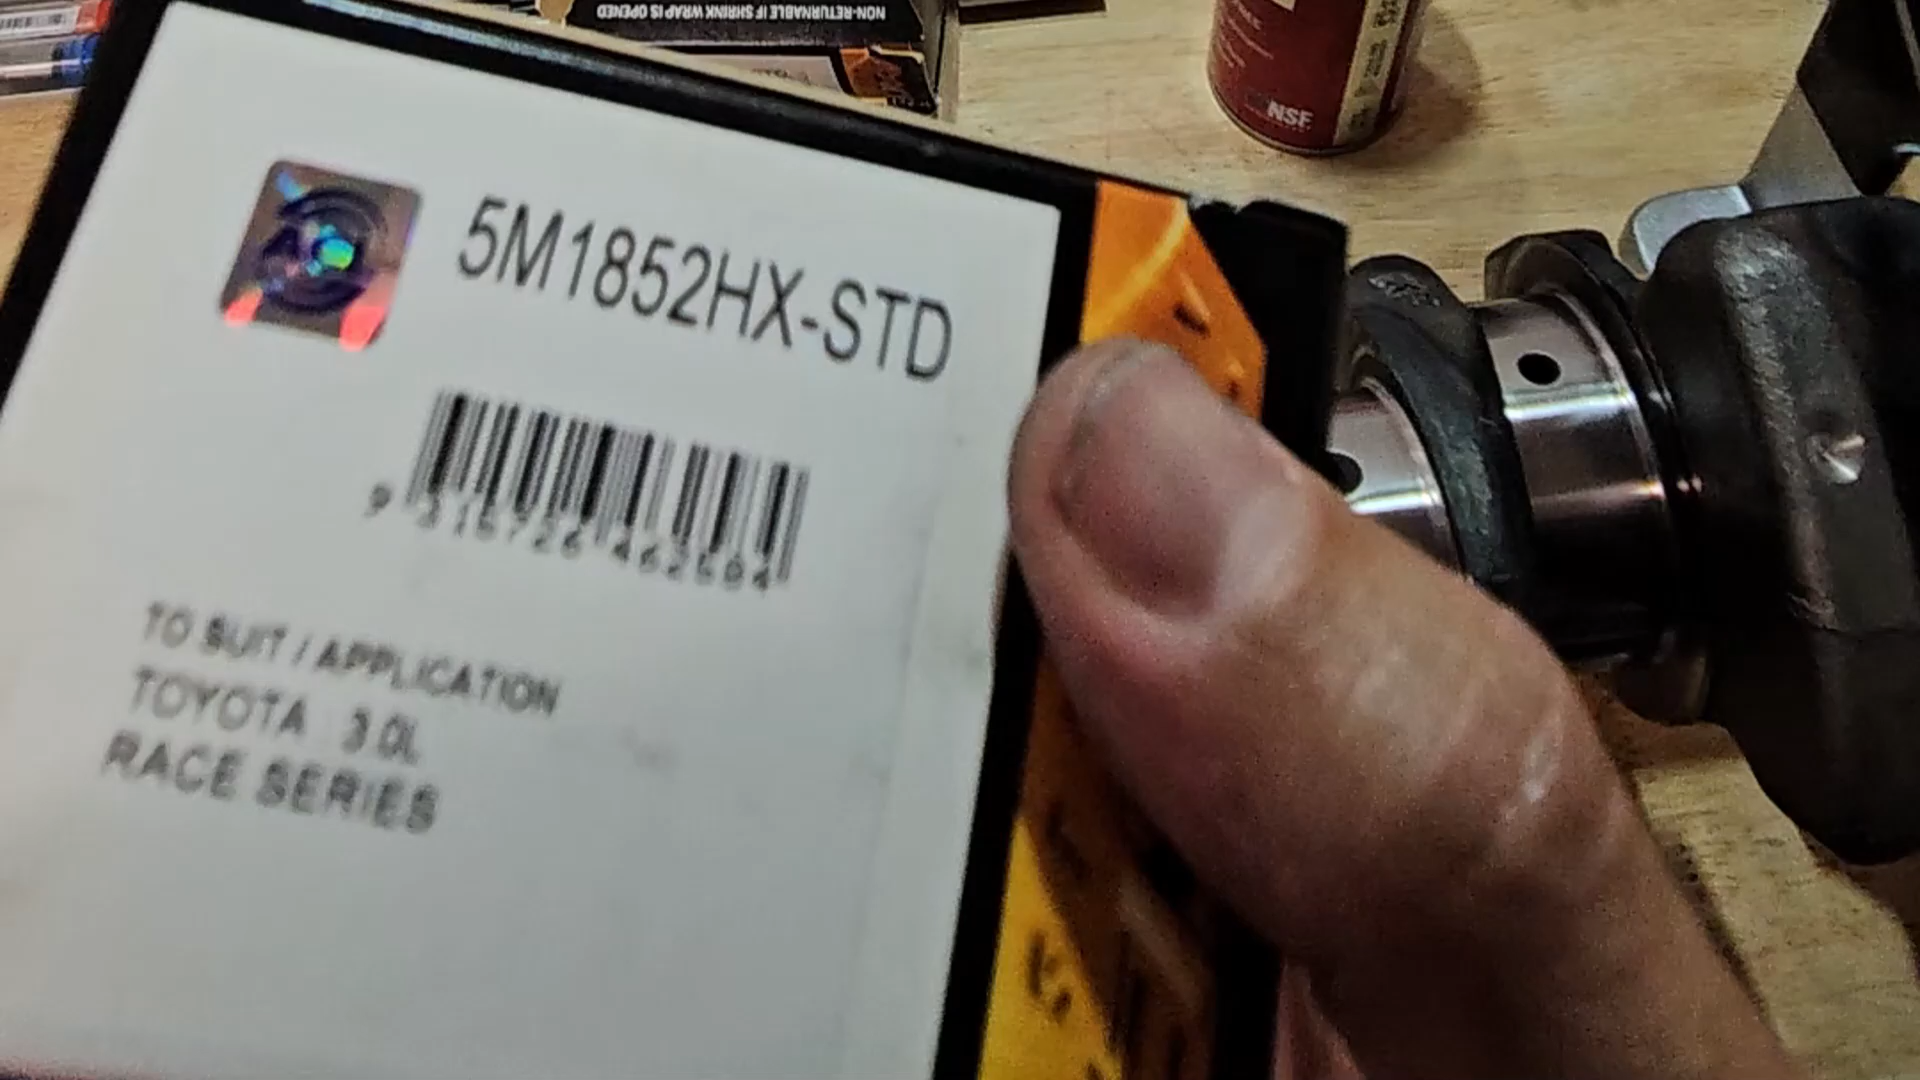 NON-RETURNABLE IF SHRINK WRAP IS OPENED
NSF
5M1852HX-STD
TO SUIT / APPLICATION
TOYOTA 3.0L
RACE SERIES